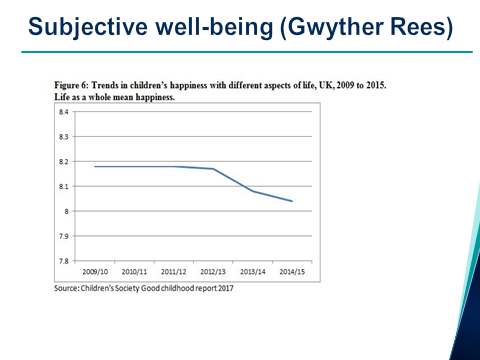 Subjective well-being (Gwyther Rees)
Figure 6: Trends in children's happiness with different aspects of life, UK, 2009 to 2015.
Life as a whole mean happiness.
8.4
8.3
8.2
8.1
8
7.9
7.8
2009/10 2010/11 2011/12 2012/13 2013/14 2014/15
Source: Children's Society Good childhood report 2017